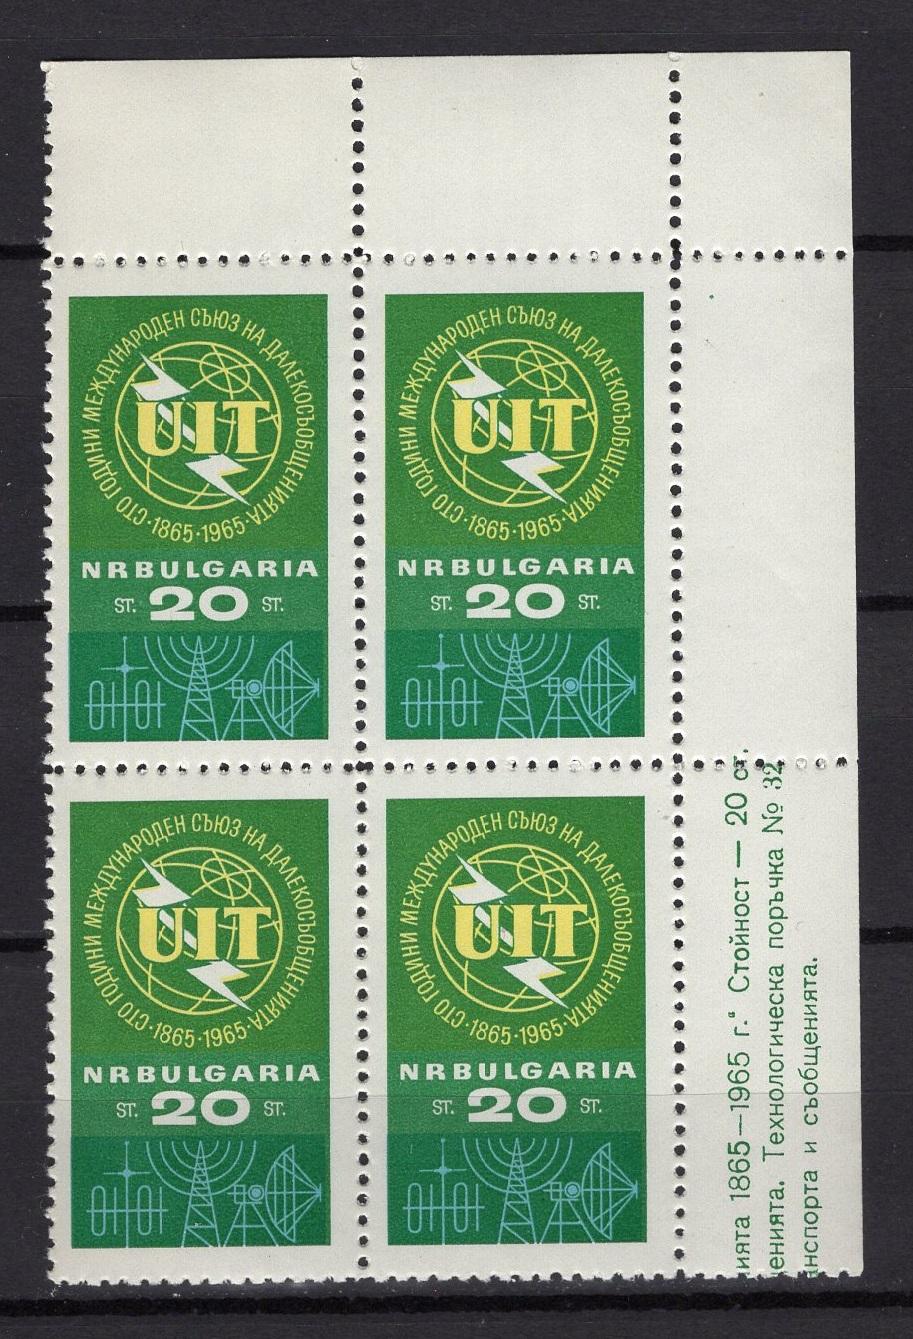 СТО ГОДИНИ МЕЖДУНАРОДЕН СЪЮЗ НА ДАЛЕКОСЪОБЩЕНИЯТА · 1865 · 1965 ·
UIT
NRBULGARIA
ST. 20 ST.
СТО ГОДИНИ МЕЖДУНАРОДЕН СЪЮЗ НА ДАЛЕКОСЪОБЩЕНИЯТА · 1865 · 1965 ·
UIT
NRBULGARIA
ST. 20 ST.
СТО ГОДИНИ МЕЖДУНАРОДЕН СЪЮЗ НА ДАЛЕКОСЪОБЩЕНИЯТА · 1865 · 1965 ·
UIT
NRBULGARIA
ST. 20 ST.
СТО ГОДИНИ МЕЖДУНАРОДЕН СЪЮЗ НА ДАЛЕКОСЪОБЩЕНИЯТА · 1865 · 1965 ·
UIT
NRBULGARIA
ST. 20 ST.
ията 1865—1965 г.“ Стойност — 20 ст.
енията. Технологическа поръчка № 32
нспорта и съобщенията.